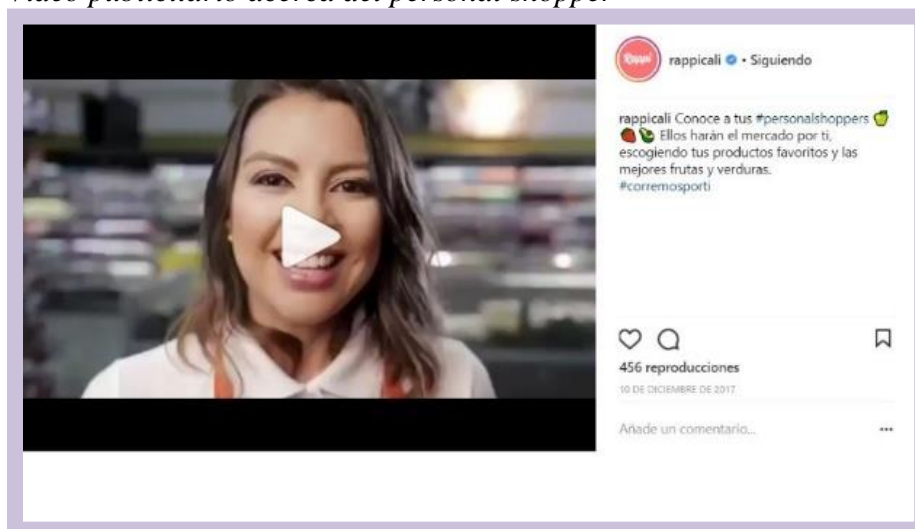 Video publicitario acerca del personal shopper
Rappi
rappicali • Siguiendo
rappicali Conoce a tus #personalshoppers
Ellos harán el mercado por ti,
escogiendo tus productos favoritos y las
mejores frutas y verduras.
#corremosporti
456 reproducciones
10 DE DICIEMBRE DE 2017
Añade un comentario...